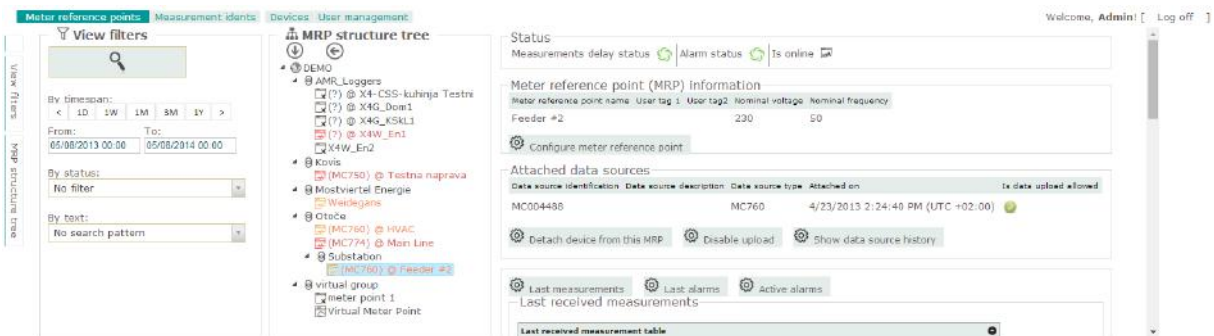 Meter reference points Measurement idents Devices User management
Welcome, Admin! [ Log off ]
View filters
MRP structure tree
View filters
By timespan:
< 1D 1W 1M 3M 1Y >
From: To:
05/08/2013 00:00 05/08/2014 00:00
By status:
No filter
By text:
No search pattern
MRP structure tree
DEMO
AMR_Loggers
(?) @ X4-CSS-kuhinja Testni
(?) @ X4G_Dom1
(?) @ X4G_KSkL1
(?) @ X4W_En1
X4W_En2
Kovis
(MC750) @ Testna naprava
Mostviertel Energie
Weidegans
Otoče
(MC760) @ HVAC
(MC774) @ Main Line
Substation
(MC760) @ Feeder #2
virtual group
meter point 1
Virtual Meter Point
Status
Measurements delay status Alarm status Is online
Meter reference point (MRP) information
Meter reference point name User tag 1 User tag2 Nominal voltage Nominal frequency
Feeder #2 230 50
Configure meter reference point
Attached data sources
Data source identification Data source description Data source type Attached on Is data upload allowed
MC004488 MC760 4/23/2013 2:24:40 PM (UTC +02:00)
Detach device from this MRP Disable upload Show data source history
Last measurements Last alarms Active alarms
Last received measurements
Last received measurement table